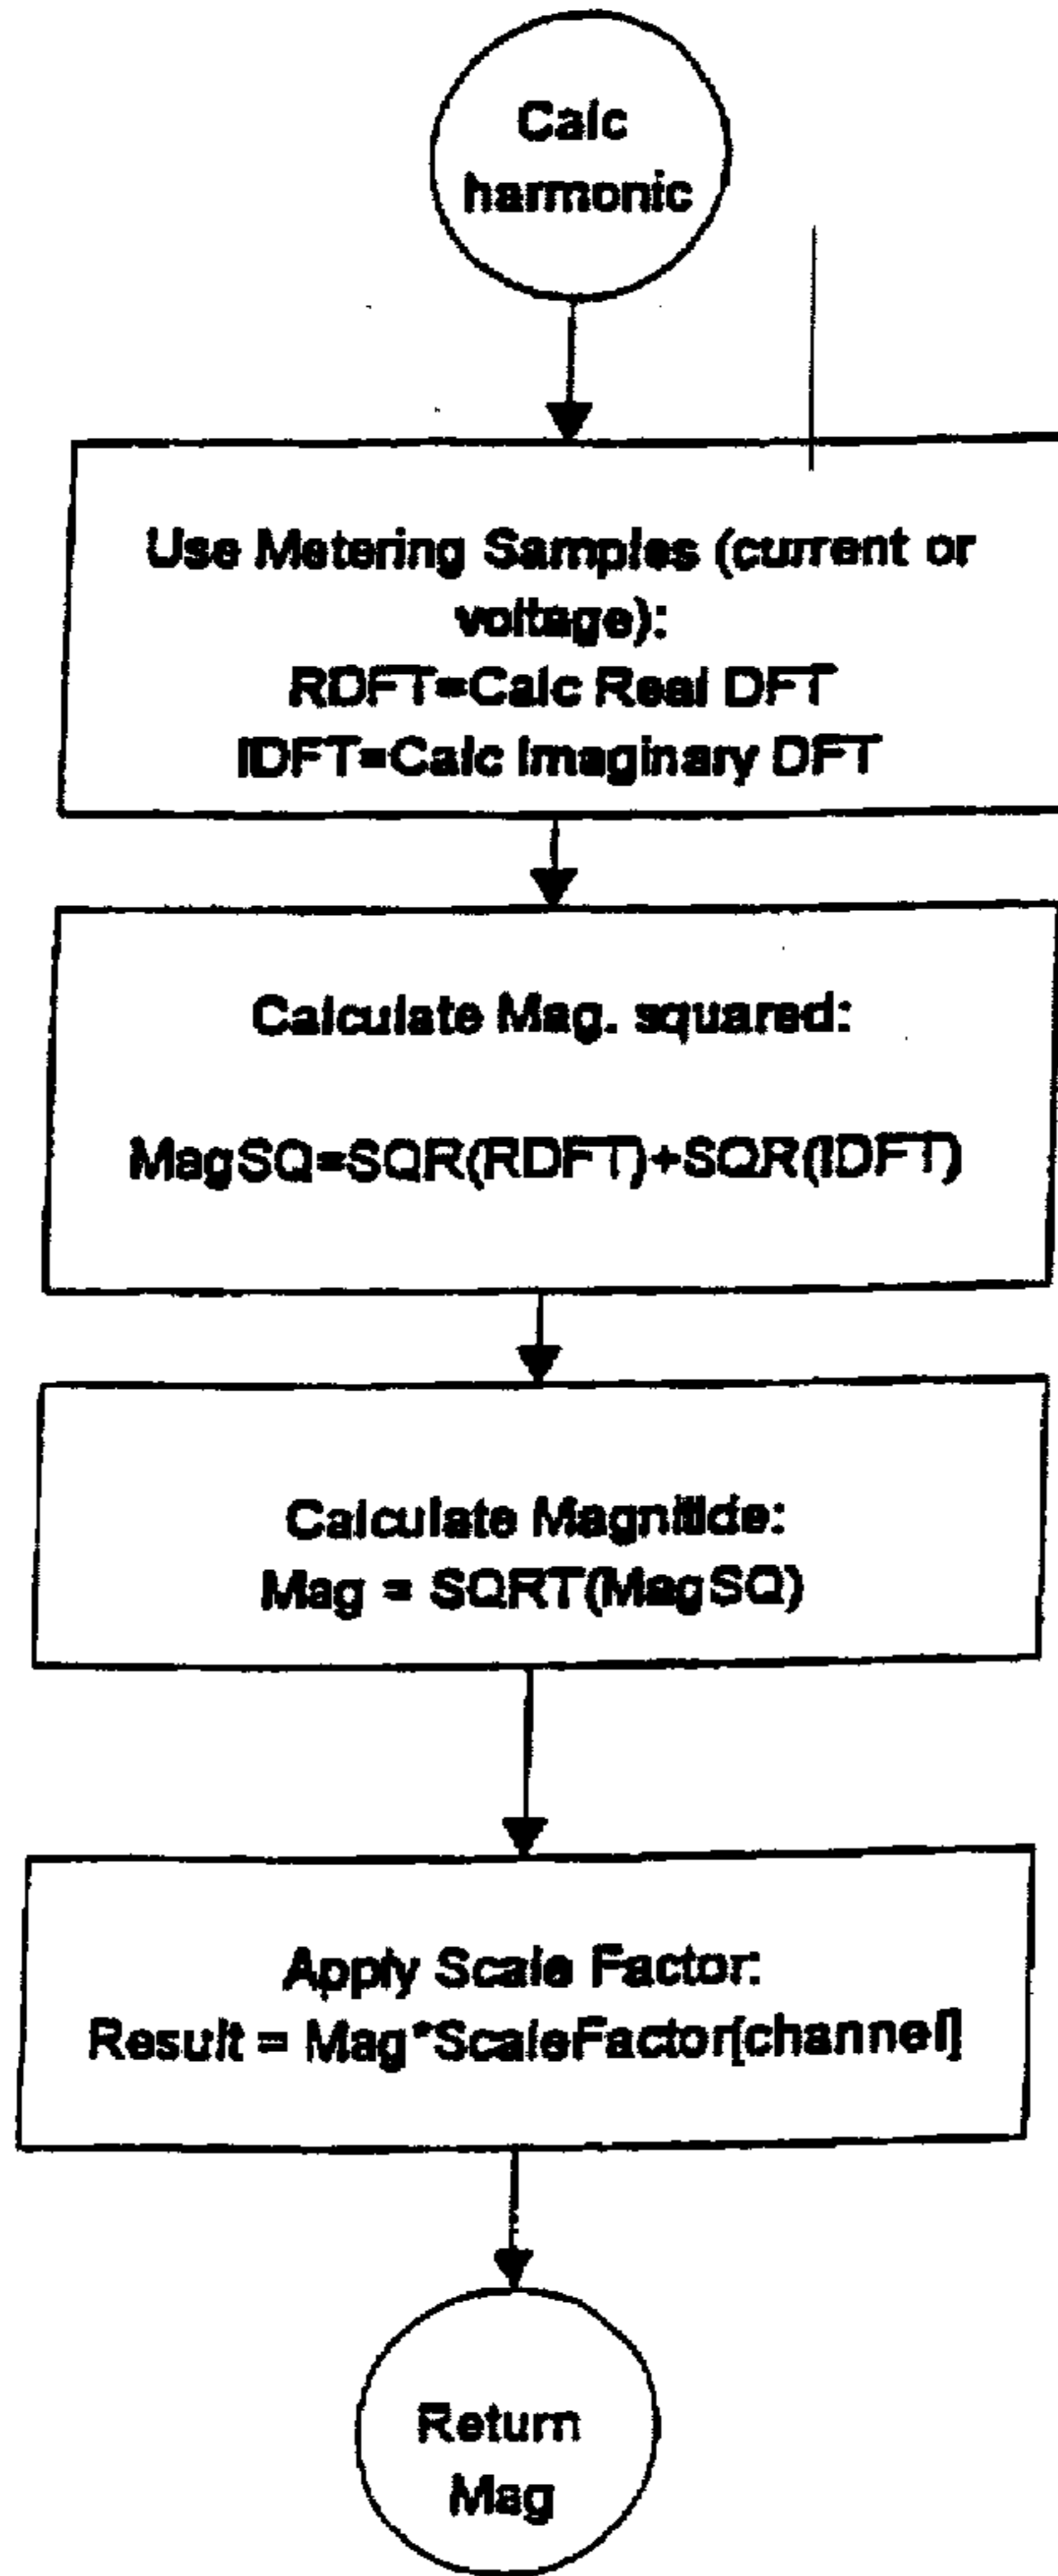 Calc
harmonic
Use Metering Samples (current or
voltage):
RDFT=Calc Real DFT
IDFT=Calc Imaginary DFT
Calculate Mag. squared:
MagSQ=SQR(RDFT)+SQR(IDFT)
Calculate Magnitide:
Mag = SQRT(MagSQ)
Apply Scale Factor:
Result = Mag*ScaleFactor[channel]
Return
Mag